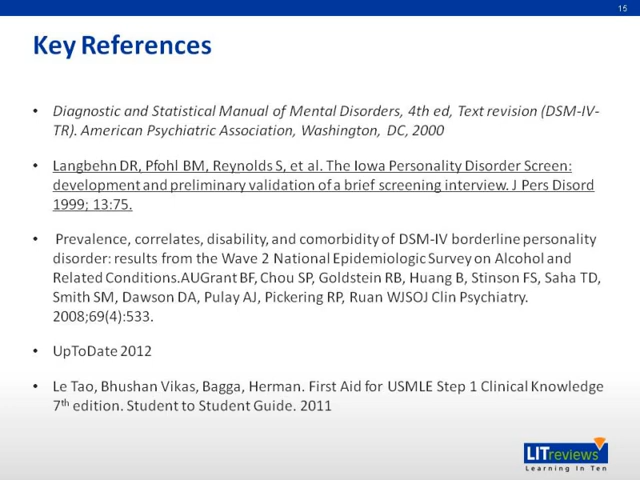 15
Key References
• Diagnostic and Statistical Manual of Mental Disorders, 4th ed, Text revision (DSM-IV-
TR). American Psychiatric Association, Washington, DC, 2000
• Langbehn DR, Pfohl BM, Reynolds S, et al. The Iowa Personality Disorder Screen:
development and preliminary validation of a brief screening interview. J Pers Disord
1999; 13:75.
• Prevalence, correlates, disability, and comorbidity of DSM-IV borderline personality
disorder: results from the Wave 2 National Epidemiologic Survey on Alcohol and
Related Conditions.AUGrant BF, Chou SP, Goldstein RB, Huang B, Stinson FS, Saha TD,
Smith SM, Dawson DA, Pulay AJ, Pickering RP, Ruan WJSOJ Clin Psychiatry.
2008;69(4):533.
• UpToDate 2012
• Le Tao, Bhushan Vikas, Bagga, Herman. First Aid for USMLE Step 1 Clinical Knowledge
7th edition. Student to Student Guide. 2011
LITreviews
Learning In Ten